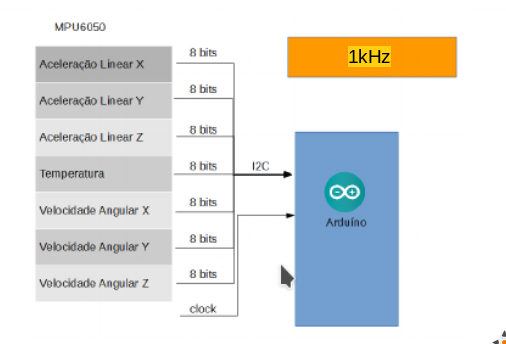 MPU6050
1kHz
Aceleração Linear X
8 bits
Aceleração Linear Y
8 bits
Aceleração Linear Z
8 bits
Temperatura
8 bits
I2C
Velocidade Angular X
8 bits
Velocidade Angular Y
8 bits
Velocidade Angular Z
8 bits
clock
Arduíno